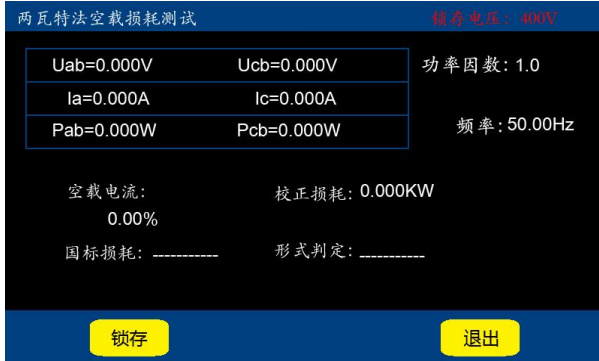 两瓦特法空载损耗测试 锁存电压: 400V
Uab=0.000V Ucb=0.000V 功率因数: 1.0
Ia=0.000A Ic=0.000A
Pab=0.000W Pcb=0.000W 频率: 50.00Hz
空载电流: 校正损耗: 0.000KW
0.00%
国标损耗: ----------- 形式判定: -----------
锁存 退出